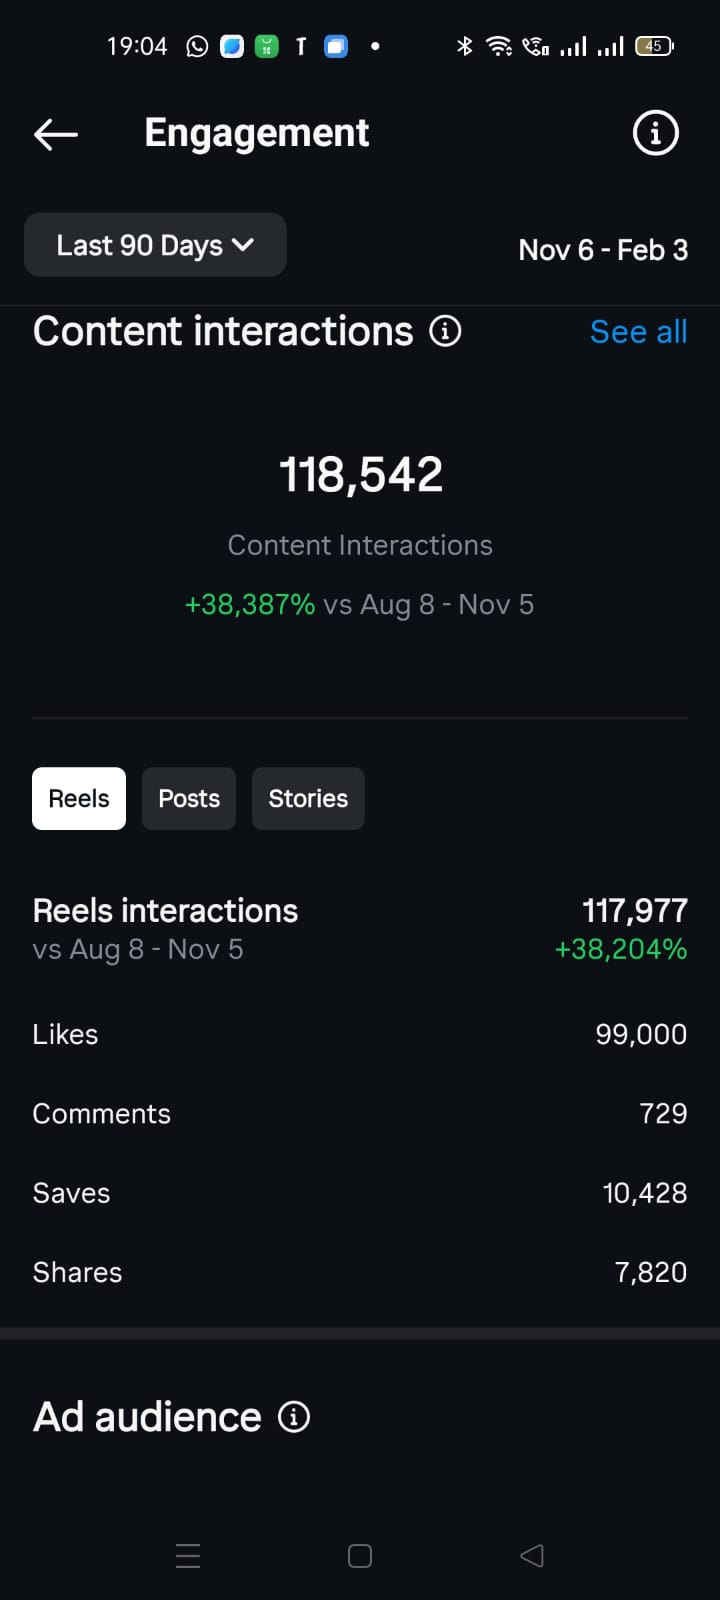 19:04
45
Engagement
Last 90 Days
Nov 6 - Feb 3
Content interactions
See all
118,542
Content Interactions
+38,387% vs Aug 8 - Nov 5
Reels
Posts
Stories
Reels interactions 117,977
vs Aug 8 - Nov 5 +38,204%
Likes 99,000
Comments 729
Saves 10,428
Shares 7,820
Ad audience